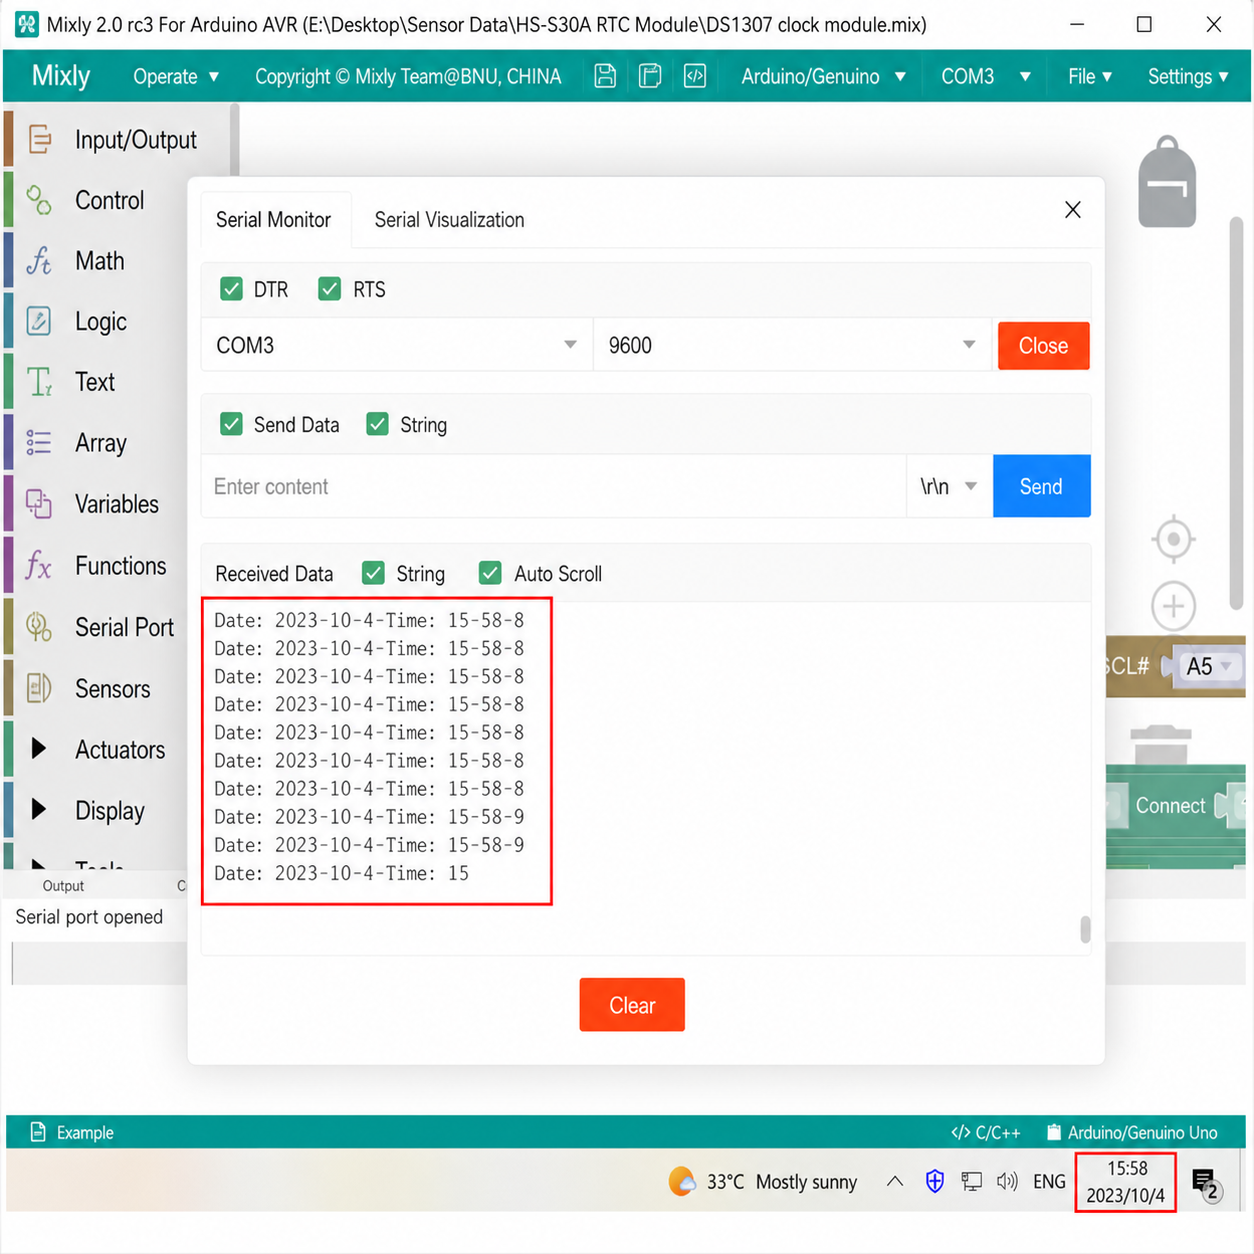 Mixly 2.0 rc3 For Arduino AVR (E:\Desktop\Sensor Data\HS-S30A RTC Module\DS1307 clock module.mix)
Mixly Operate Copyright © Mixly Team@BNU, CHINA Arduino/Genuino COM3 File Settings
Input/Output
Control
Math
Logic
Text
Array
Variables
Functions
Serial Port
Sensors
Actuators
Display
Output
Serial port opened
Serial Monitor Serial Visualization
DTR RTS
COM3 9600 Close
Send Data String
Enter content \r\n Send
Received Data String Auto Scroll
Date: 2023-10-4-Time: 15-58-8
Date: 2023-10-4-Time: 15-58-8
Date: 2023-10-4-Time: 15-58-8
Date: 2023-10-4-Time: 15-58-8
Date: 2023-10-4-Time: 15-58-8
Date: 2023-10-4-Time: 15-58-8
Date: 2023-10-4-Time: 15-58-8
Date: 2023-10-4-Time: 15-58-9
Date: 2023-10-4-Time: 15-58-9
Date: 2023-10-4-Time: 15
Clear
SCL# A5
Connect
Example C/C++ Arduino/Genuino Uno
33°C Mostly sunny ENG 15:58
2023/10/4
2